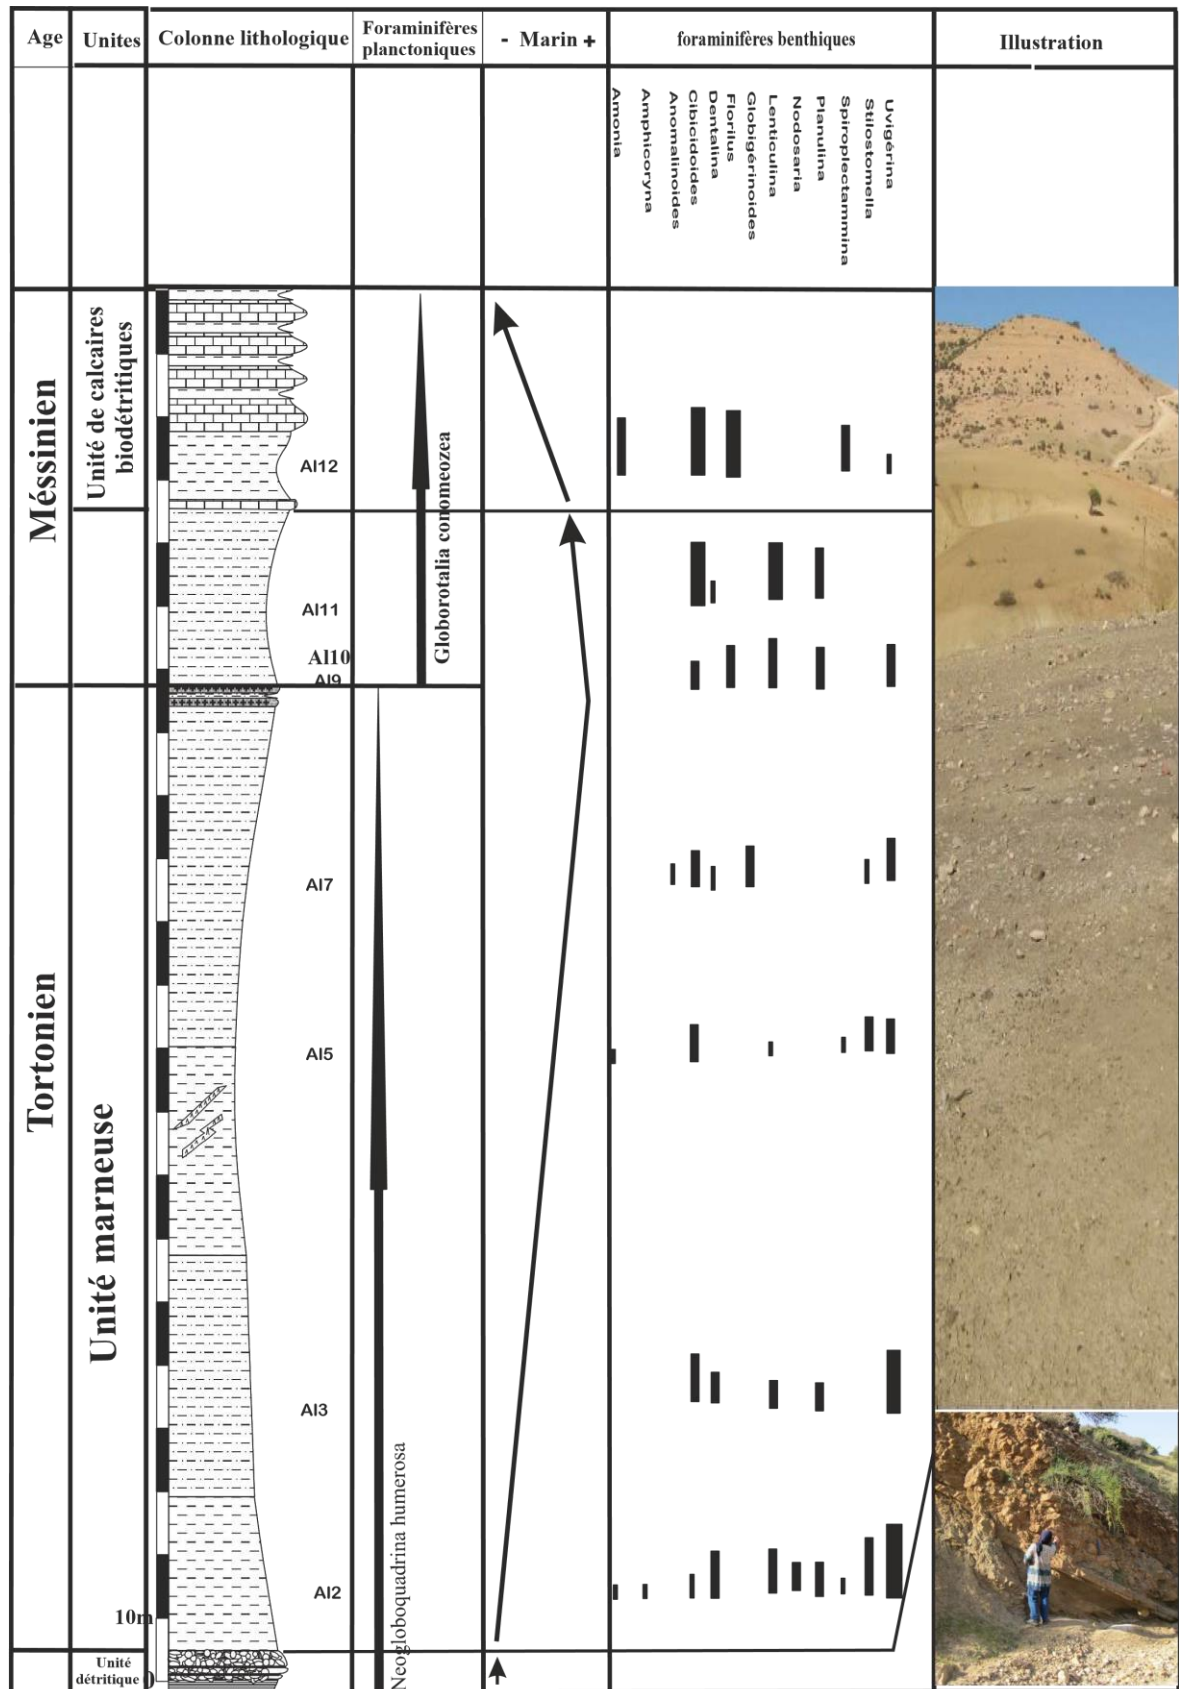 Age
Unites
Colonne lithologique
Foraminifères
planctoniques
- Marin +
foraminifères benthiques
Illustration
Amonia
Amphicoryna
Anomalinoides
Cibicidoides
Dentalina
Florilus
Globigérinoides
Lenticulina
Nodosaria
Planulina
Spiroplectammina
Stilostomella
Uvigérina
Méssinien
Unité de calcaires
biodétritiques
Al12
Globorotalia conomeozea
Al11
Al10
Al9
Tortonien
Unité marneuse
Al7
Al5
Al3
Neogloboquadrina humerosa
Al2
10m
Unité
détritique
0